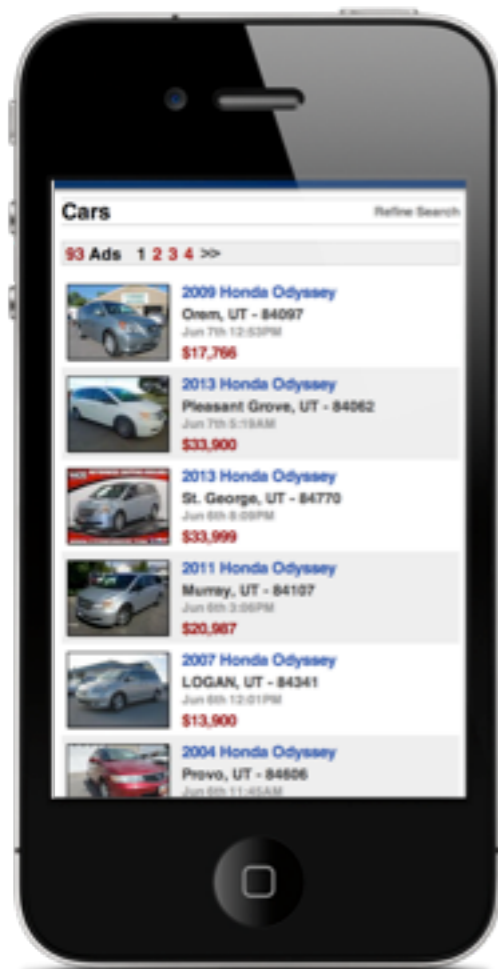 Cars
Refine Search
93 Ads 1 2 3 4 >>
2009 Honda Odyssey
Orem, UT - 84097
Jun 7th 12:53PM
$17,766
2013 Honda Odyssey
Pleasant Grove, UT - 84062
Jun 7th 5:19AM
$33,900
2013 Honda Odyssey
St. George, UT - 84770
Jun 6th 8:09PM
$33,999
2011 Honda Odyssey
Murray, UT - 84107
Jun 6th 3:06PM
$20,987
2007 Honda Odyssey
LOGAN, UT - 84341
Jun 6th 12:01PM
$13,900
2004 Honda Odyssey
Provo, UT - 84606
Jun 6th 11:45AM